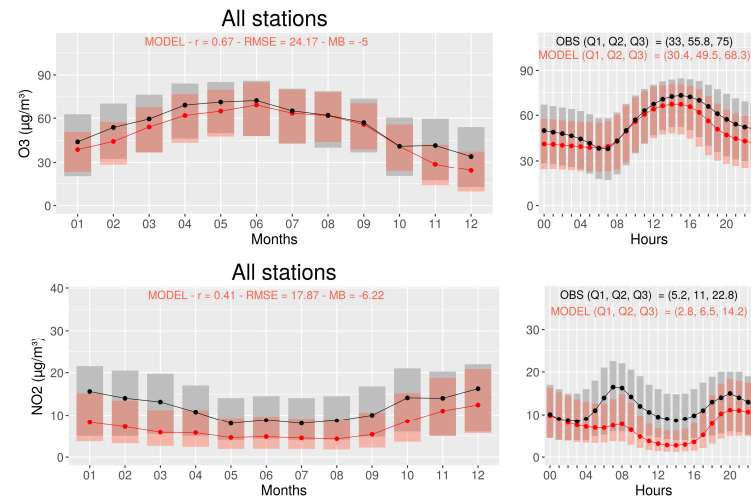 All stations
MODEL - r = 0.67 - RMSE = 24.17 - MB = -5
O3 (µg/m³)
90
60
30
0
01 02 03 04 05 06 07 08 09 10 11 12
Months
OBS (Q1, Q2, Q3) = (33, 55.8, 75)
MODEL (Q1, Q2, Q3) = (30.4, 49.5, 68.3)
90
60
30
0
00 04 08 12 16 20
Hours
All stations
MODEL - r = 0.41 - RMSE = 17.87 - MB = -6.22
NO2 (µg/m³)
40
30
20
10
0
01 02 03 04 05 06 07 08 09 10 11 12
Months
OBS (Q1, Q2, Q3) = (5.2, 11, 22.8)
MODEL (Q1, Q2, Q3) = (2.8, 6.5, 14.2)
30
20
10
0
00 04 08 12 16 20
Hours